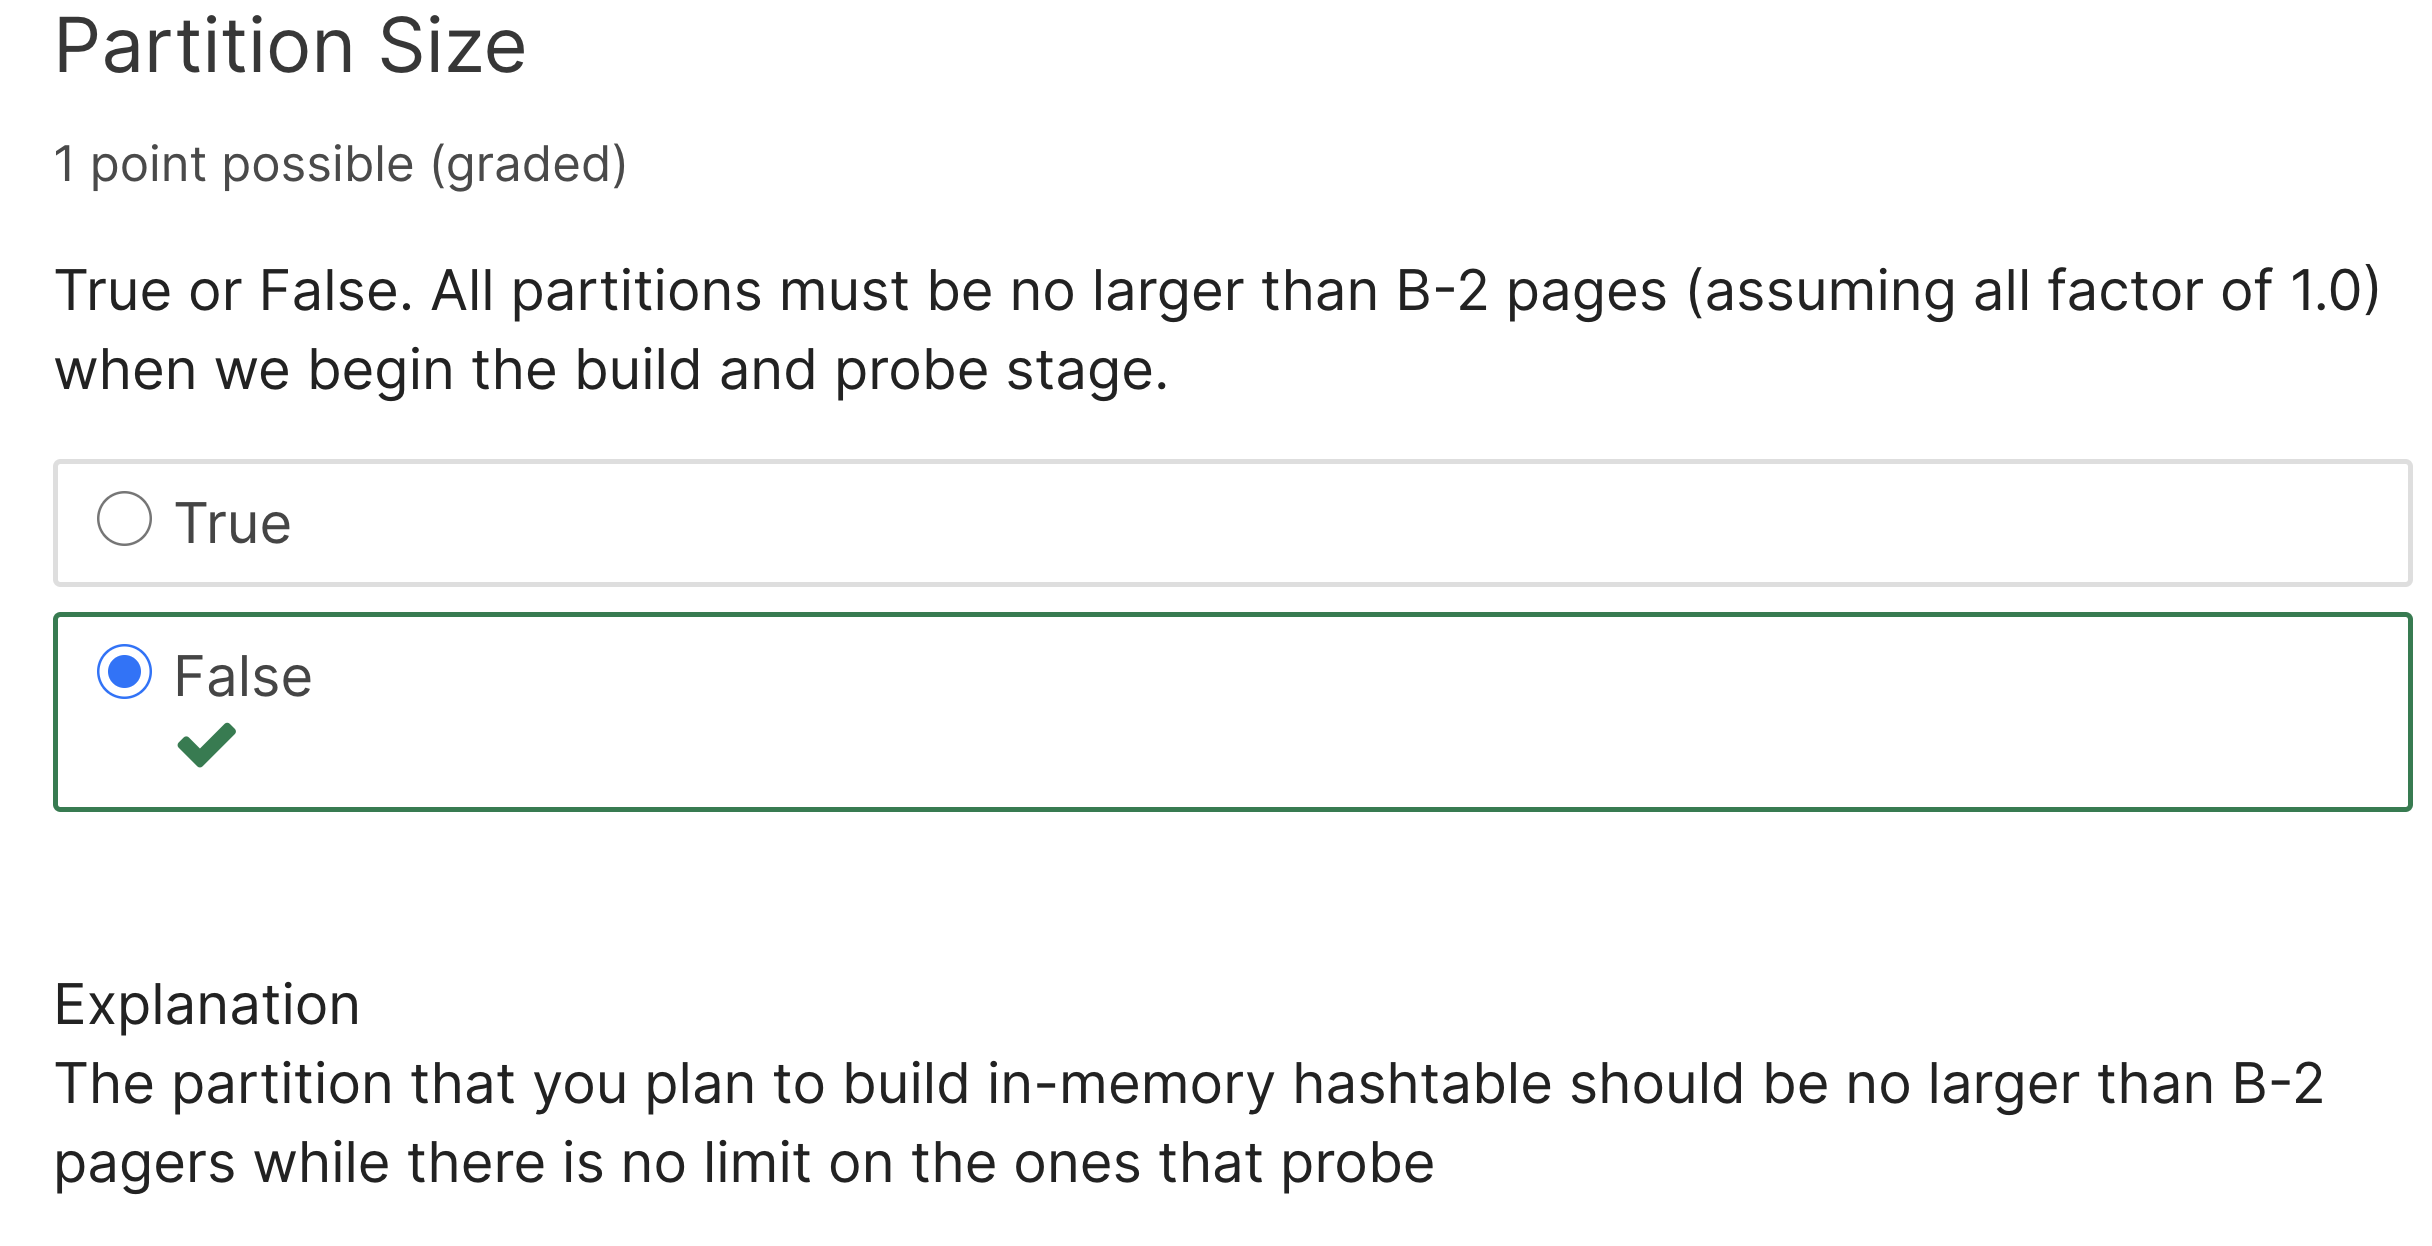 Partition Size
1 point possible (graded)
True or False. All partitions must be no larger than B-2 pages (assuming all factor of 1.0)
when we begin the build and probe stage.
True
False
Explanation
The partition that you plan to build in-memory hashtable should be no larger than B-2
pagers while there is no limit on the ones that probe